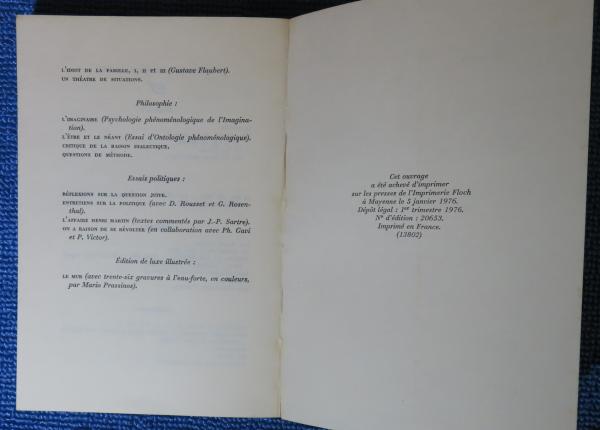 L'IDIOT DE LA FAMILLE, I, II et III (Gustave Flaubert).
UN THÉATRE DE SITUATIONS.
Philosophie :
L'IMAGINAIRE (Psychologie phénoménologique de l'Imagina-
tion).
L'ÊTRE ET LE NÉANT (Essai d'Ontologie phénoménologique).
CRITIQUE DE LA RAISON DIALECTIQUE.
QUESTIONS DE MÉTHODE.
Essais politiques :
RÉFLEXIONS SUR LA QUESTION JUIVE.
ENTRETIENS SUR LA POLITIQUE (avec D. Rousset et G. Rosen-
thal).
L'AFFAIRE HENRI MARTIN (textes commentés par J.-P. Sartre).
ON A RAISON DE SE RÉVOLTER (en collaboration avec Ph. Gavi
et P. Victor).
Édition de luxe illustrée :
LE MUR (avec trente-six gravures à l'eau-forte, en couleurs,
par Mario Prassinos).
Cet ouvrage
a été achevé d'imprimer
sur les presses de l'Imprimerie Floch
à Mayenne le 5 janvier 1976.
Dépôt légal : 1er trimestre 1976.
N° d'édition : 20653.
Imprimé en France.
(13802)